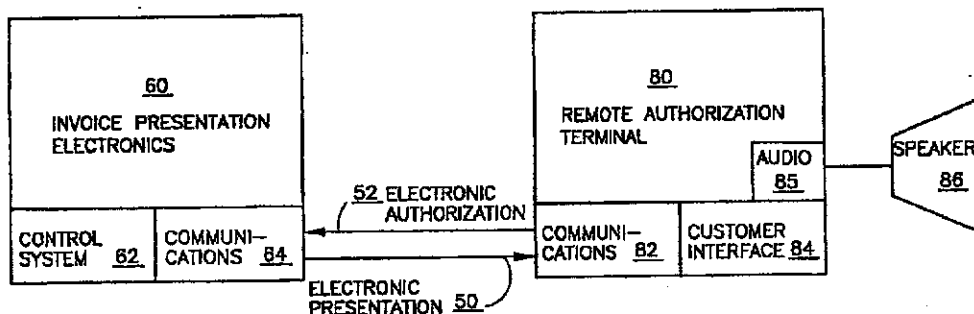 60
INVOICE PRESENTATION
ELECTRONICS
CONTROL
SYSTEM 62
COMMUNI-
CATIONS 84
52 ELECTRONIC
AUTHORIZATION
ELECTRONIC
PRESENTATION 50
80
REMOTE AUTHORIZATION
TERMINAL
AUDIO
85
COMMUNI-
CATIONS 82
CUSTOMER
INTERFACE 84
SPEAKER
86